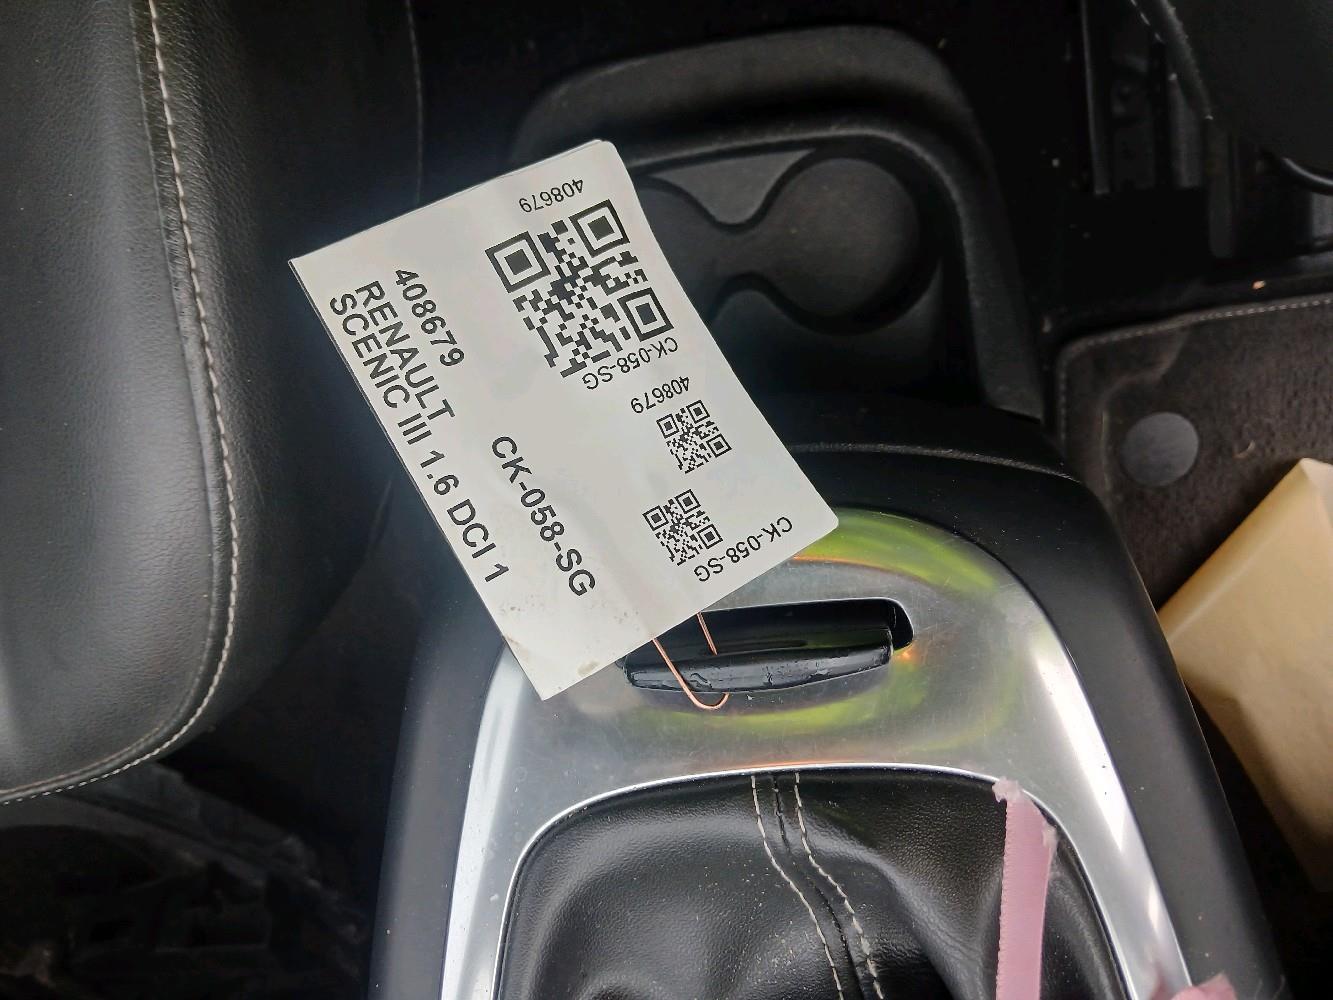 408679
RENAULT
SCENIC III 1.6 DCI 1
CK-058-SG
408679
CK-058-SG
408679
CK-058-SG